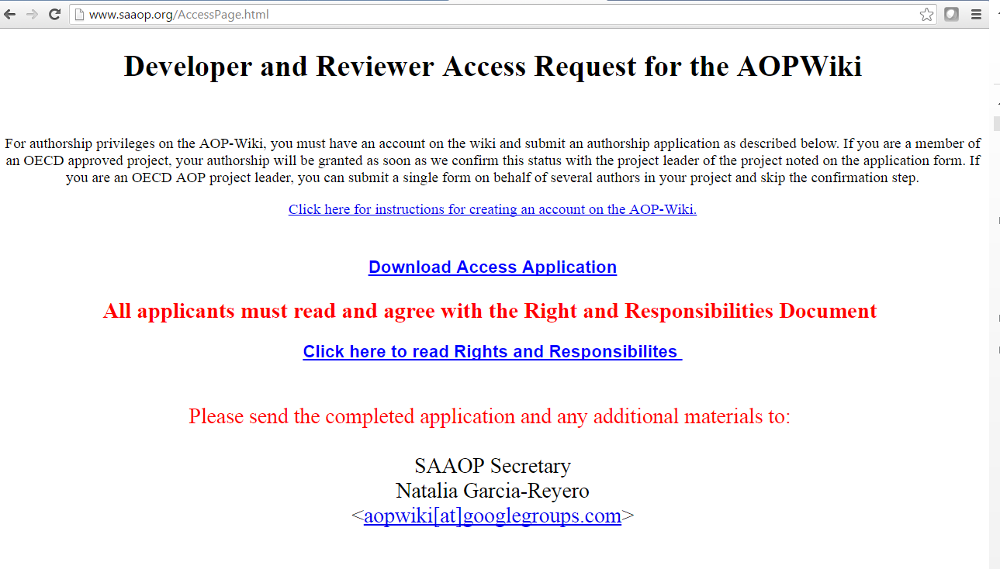 www.saaop.org/AccessPage.html
Developer and Reviewer Access Request for the AOPWiki
For authorship privileges on the AOP-Wiki, you must have an account on the wiki and submit an authorship application as described below. If you are a member of
an OECD approved project, your authorship will be granted as soon as we confirm this status with the project leader of the project noted on the application form. If
you are an OECD AOP project leader, you can submit a single form on behalf of several authors in your project and skip the confirmation step.
Click here for instructions for creating an account on the AOP-Wiki.
Download Access Application
All applicants must read and agree with the Right and Responsibilities Document
Click here to read Rights and Responsibilites
Please send the completed application and any additional materials to:
SAAOP Secretary
Natalia Garcia-Reyero
<aopwiki[at]googlegroups.com>